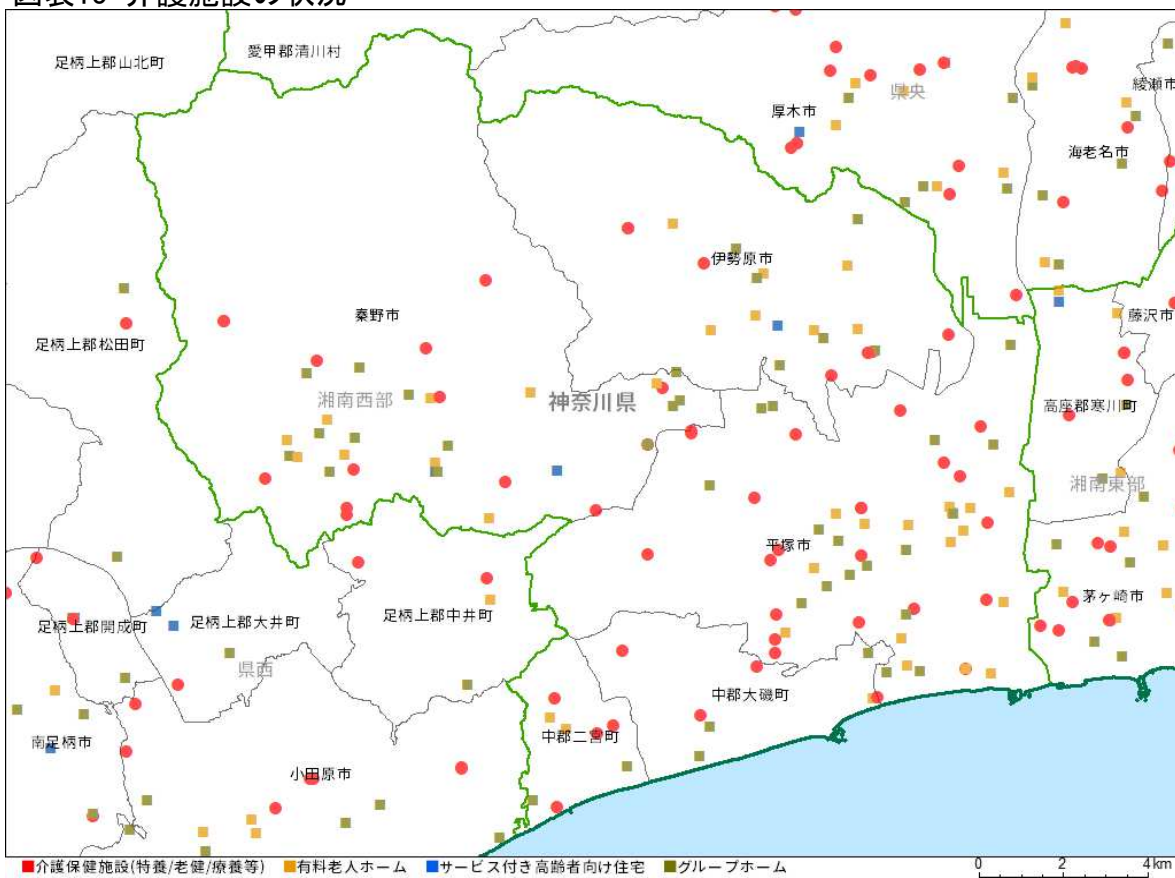 図表10 介護施設の状況
足柄上郡山北町
愛甲郡清川村
綾瀬市
県央
厚木市
海老名市
伊勢原市
秦野市
藤沢市
足柄上郡松田町
湘南西部
神奈川県
高座郡寒川町
湘南東部
平塚市
茅ヶ崎市
足柄上郡開成町
足柄上郡大井町
足柄上郡中井町
県西
中郡大磯町
南足柄市
中郡二宮町
小田原市
介護保健施設(特養/老健/療養等) 有料老人ホーム サービス付き高齢者向け住宅 グループホーム
0 2 4km